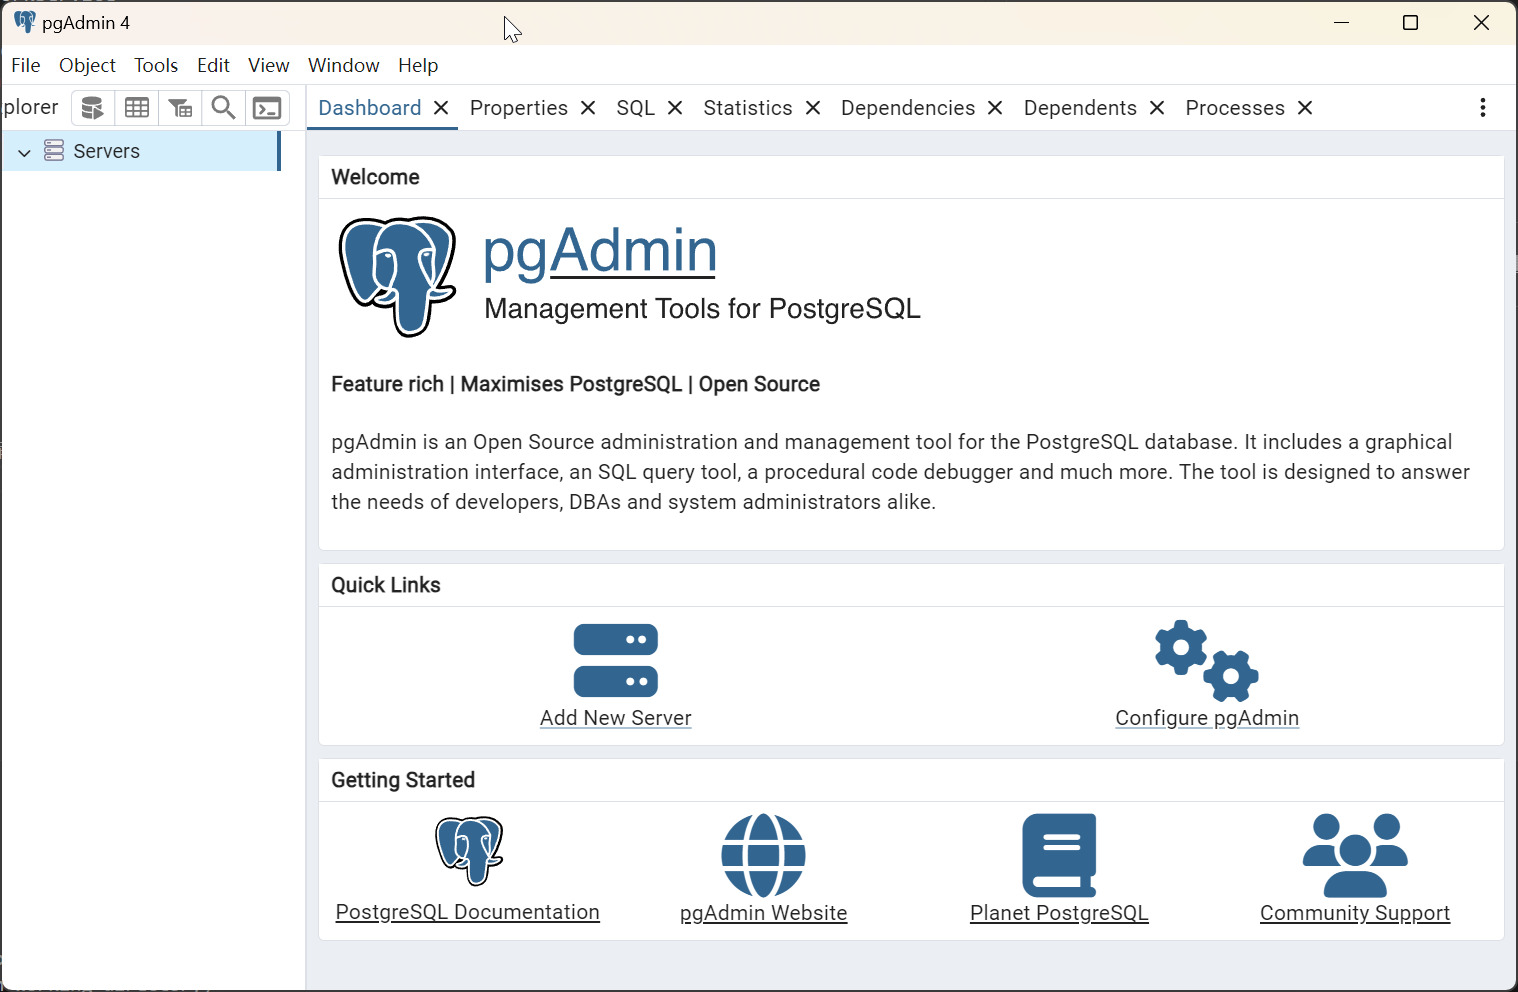 pgAdmin 4
File Object Tools Edit View Window Help
plorer
Dashboard Properties SQL Statistics Dependencies Dependents Processes
Servers
Welcome
pgAdmin
Management Tools for PostgreSQL
Feature rich | Maximises PostgreSQL | Open Source
pgAdmin is an Open Source administration and management tool for the PostgreSQL database. It includes a graphical
administration interface, an SQL query tool, a procedural code debugger and much more. The tool is designed to answer
the needs of developers, DBAs and system administrators alike.
Quick Links
Add New Server
Configure pgAdmin
Getting Started
PostgreSQL Documentation
pgAdmin Website
Planet PostgreSQL
Community Support